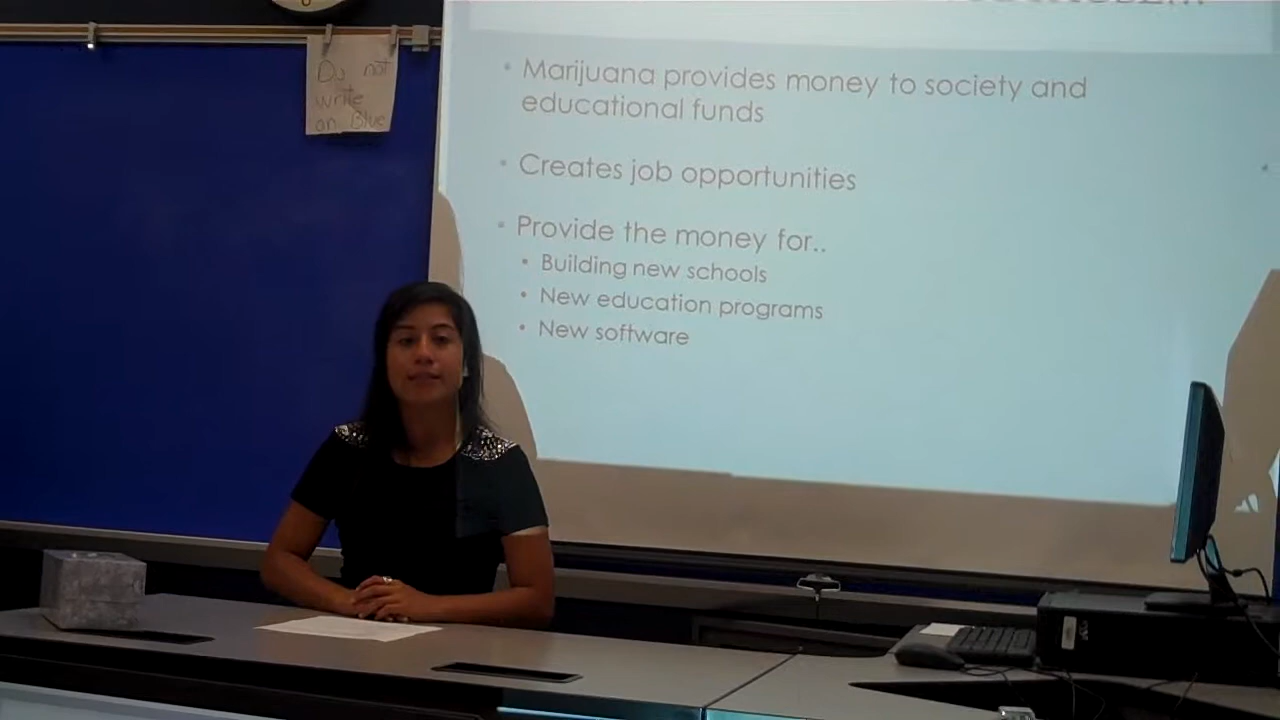 Do not
write
on Blue
• Marijuana provides money to society and
educational funds
• Creates job opportunities
• Provide the money for..
• Building new schools
• New education programs
• New software